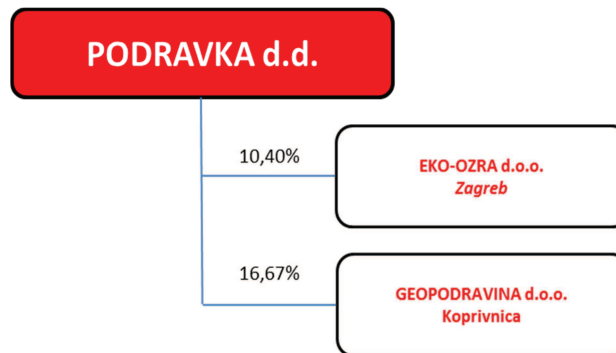 PODRAVKA d.d.
10,40%
EKO-OZRA d.o.o.
Zagreb
16,67%
GEOPODRAVINA d.o.o.
Koprivnica